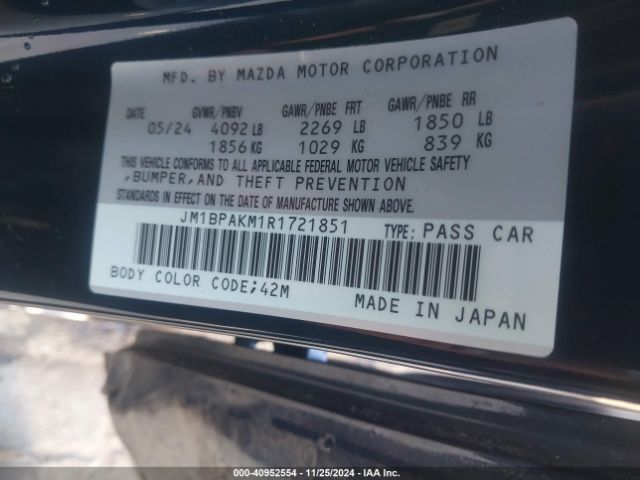 MFD. BY MAZDA MOTOR CORPORATION
DATE GVWR/PNBV GAWR/PNBE FRT GAWR/PNBE RR
05/24 4092 LB 2269 LB 1850 LB
1856 KG 1029 KG 839 KG
THIS VEHICLE CONFORMS TO ALL APPLICABLE FEDERAL MOTOR VEHICLE SAFETY
,BUMPER,AND THEFT PREVENTION
STANDARDS IN EFFECT ON THE DATE OF MANUFACTURE SHOWN ABOVE.
JM1BPAKM1R1721851 TYPE: PASS CAR
BODY COLOR CODE;42M
MADE IN JAPAN
000-40952554 - 11/25/2024 - IAA Inc.